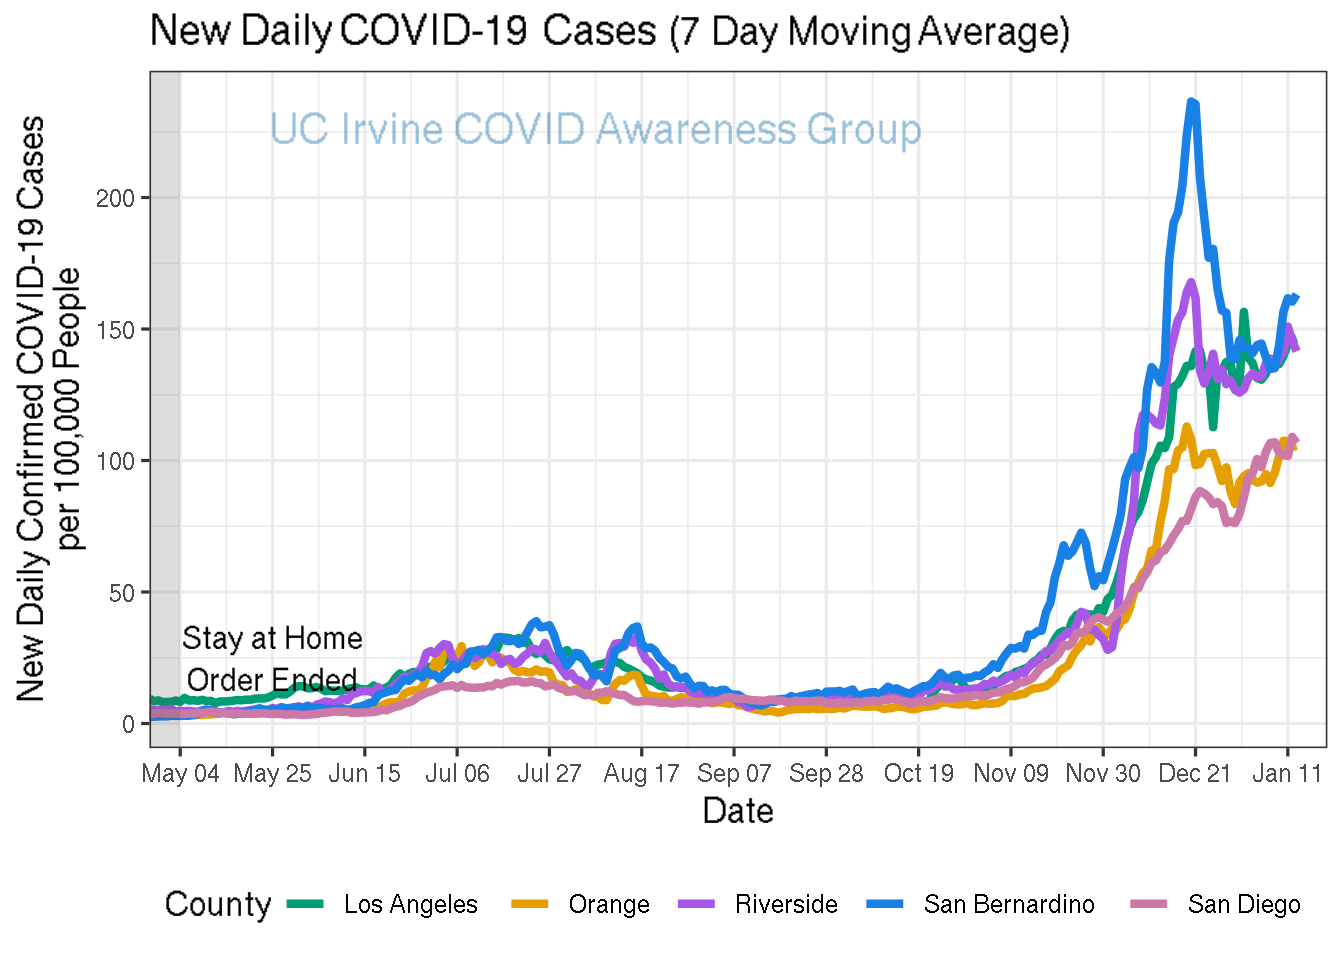 New Daily COVID-19 Cases (7 Day Moving Average)
UC Irvine COVID Awareness Group
New Daily Confirmed COVID-19 Cases
per 100,000 People
200
150
100
50
0
Stay at Home
Order Ended
May 04 May 25 Jun 15 Jul 06 Jul 27 Aug 17 Sep 07 Sep 28 Oct 19 Nov 09 Nov 30 Dec 21 Jan 11
Date
County Los Angeles Orange Riverside San Bernardino San Diego